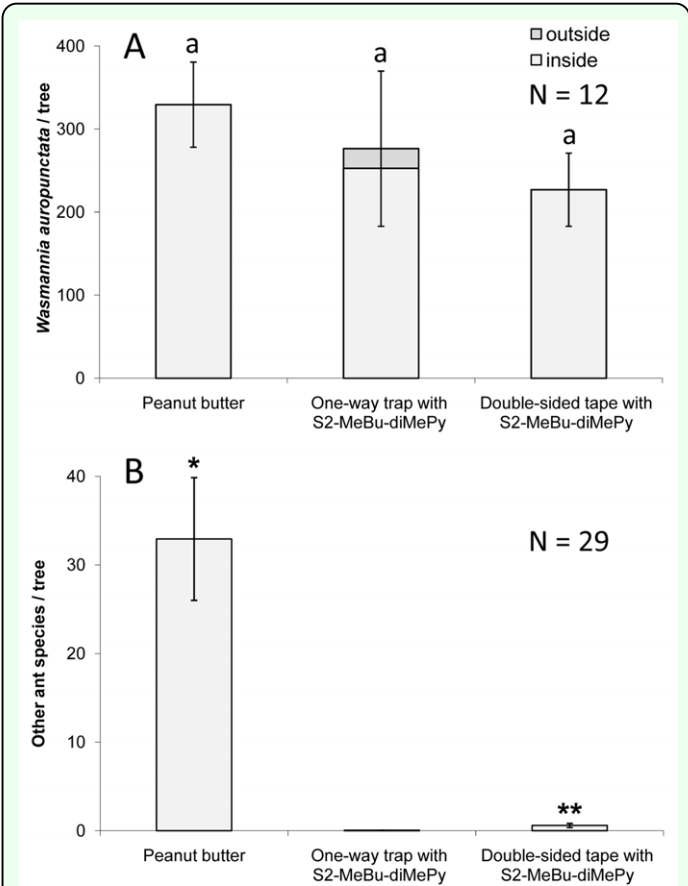 A
outside
inside
N = 12
a
a
a
400
300
200
100
0
Wasmannia auropunctata / tree
Peanut butter
One-way trap with
S2-MeBu-diMePy
Double-sided tape with
S2-MeBu-diMePy
B
N = 29
*
**
40
30
20
10
0
Other ant species / tree
Peanut butter
One-way trap with
S2-MeBu-diMePy
Double-sided tape with
S2-MeBu-diMePy